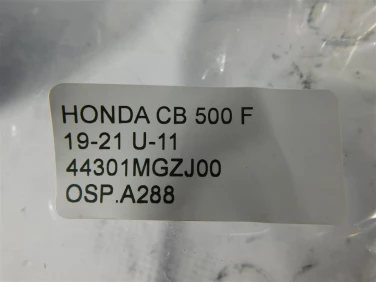 HONDA CB 500 F
19-21 U-11
44301MGZJ00
OSP.A288